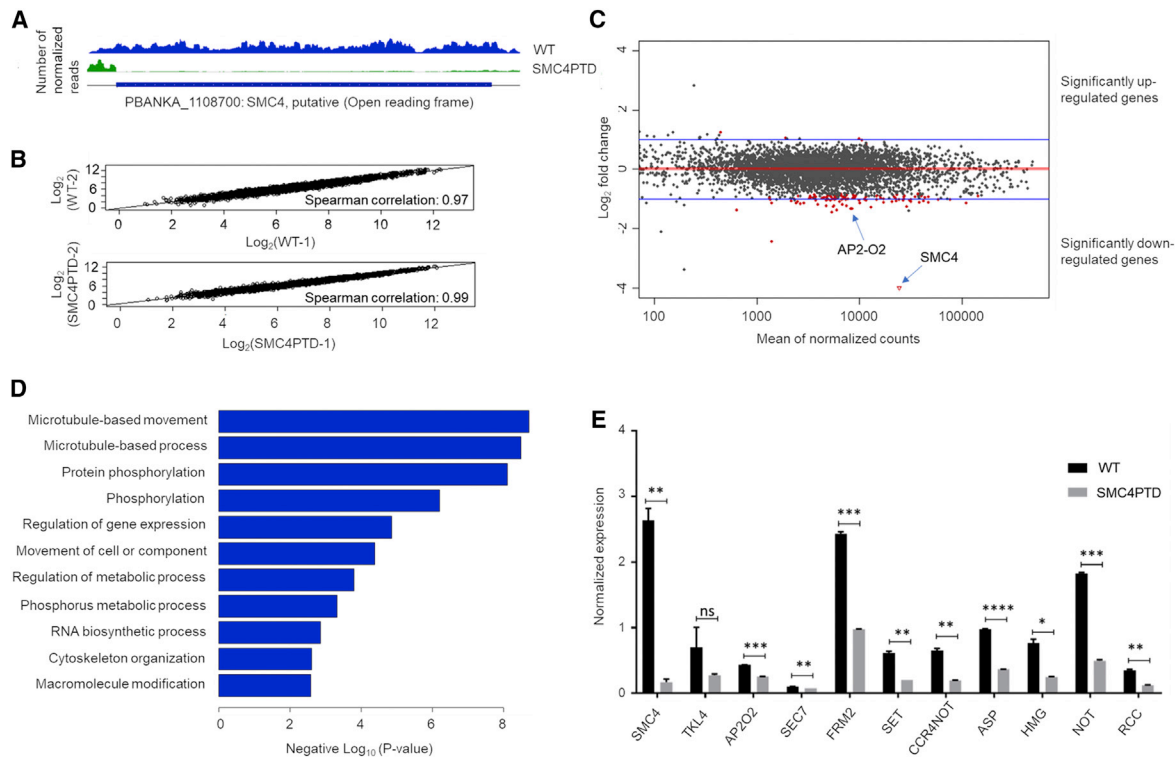 A
Number of
normalized
reads
WT
SMC4PTD
PBANKA_1108700: SMC4, putative (Open reading frame)
B
Log2
(WT-2)
12
6
0
Spearman correlation: 0.97
0 2 4 6 8 10 12
Log2(WT-1)
Log2
(SMC4PTD-2)
12
6
0
Spearman correlation: 0.99
0 2 4 6 8 10 12
Log2(SMC4PTD-1)
C
Log2 fold change
4
2
0
-2
-4
AP2-O2
SMC4
100 1000 10000 100000
Mean of normalized counts
Significantly up-
regulated genes
Significantly down-
regulated genes
D
Microtubule-based movement
Microtubule-based process
Protein phosphorylation
Phosphorylation
Regulation of gene expression
Movement of cell or component
Regulation of metabolic process
Phosphorus metabolic process
RNA biosynthetic process
Cytoskeleton organization
Macromolecule modification
0 2 4 6 8
Negative Log10 (P-value)
E
Normalized expression
4
3
2
1
0
WT
SMC4PTD
** ns *** ** *** ** ** **** * *** **
SMC4 TKL4 AP2O2 SEC7 FRM2 SET CCR4NOT ASP HMG NOT RCC